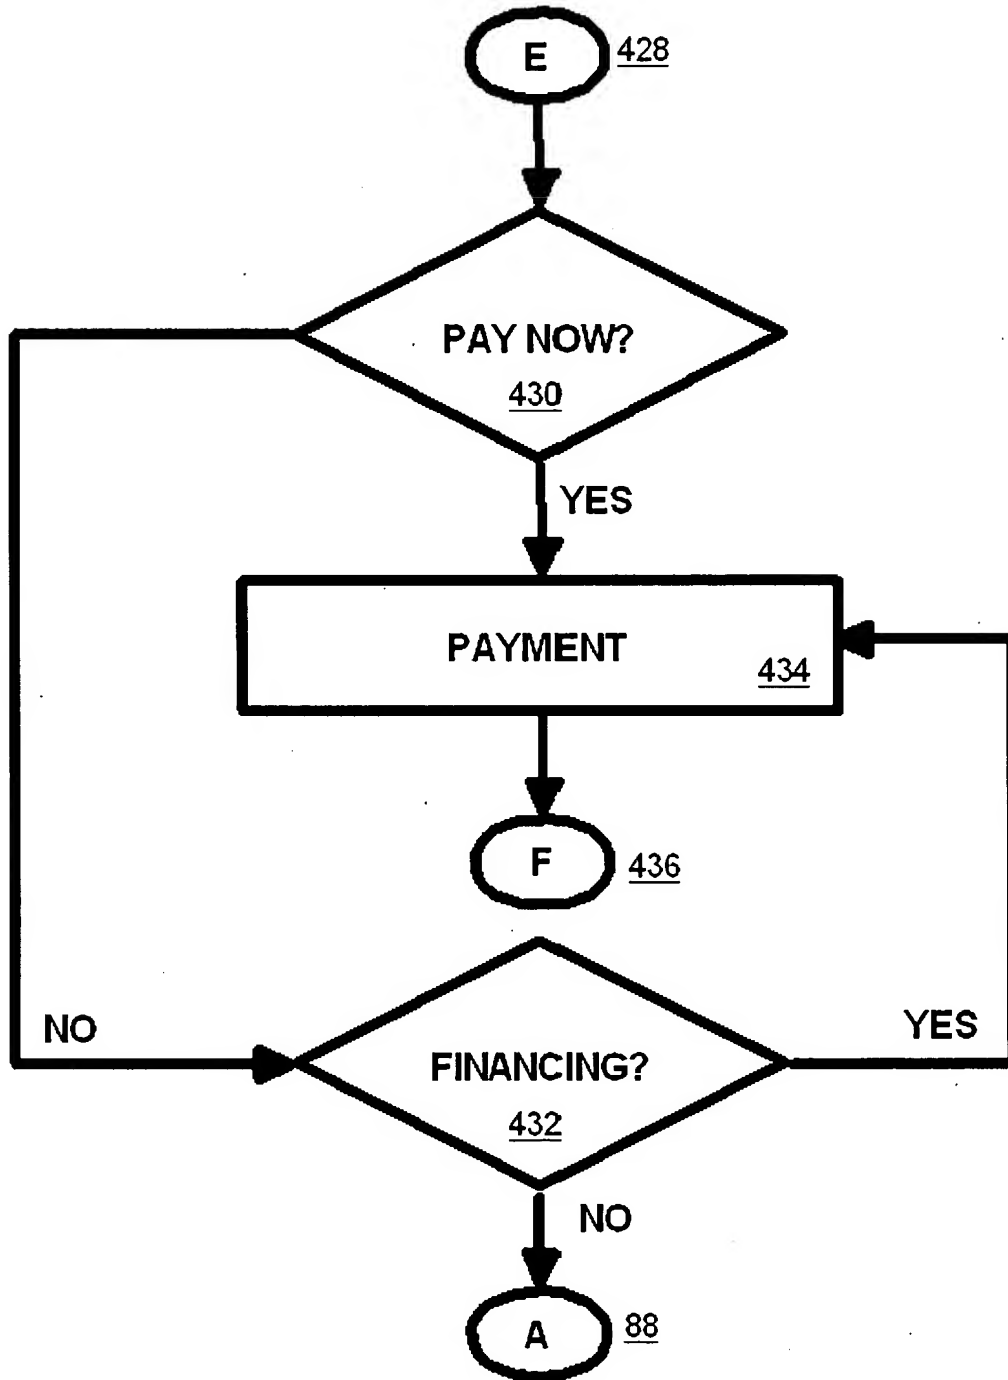 E 428
PAY NOW?
430
YES
PAYMENT
434
F 436
NO
YES
FINANCING?
432
NO
A 88